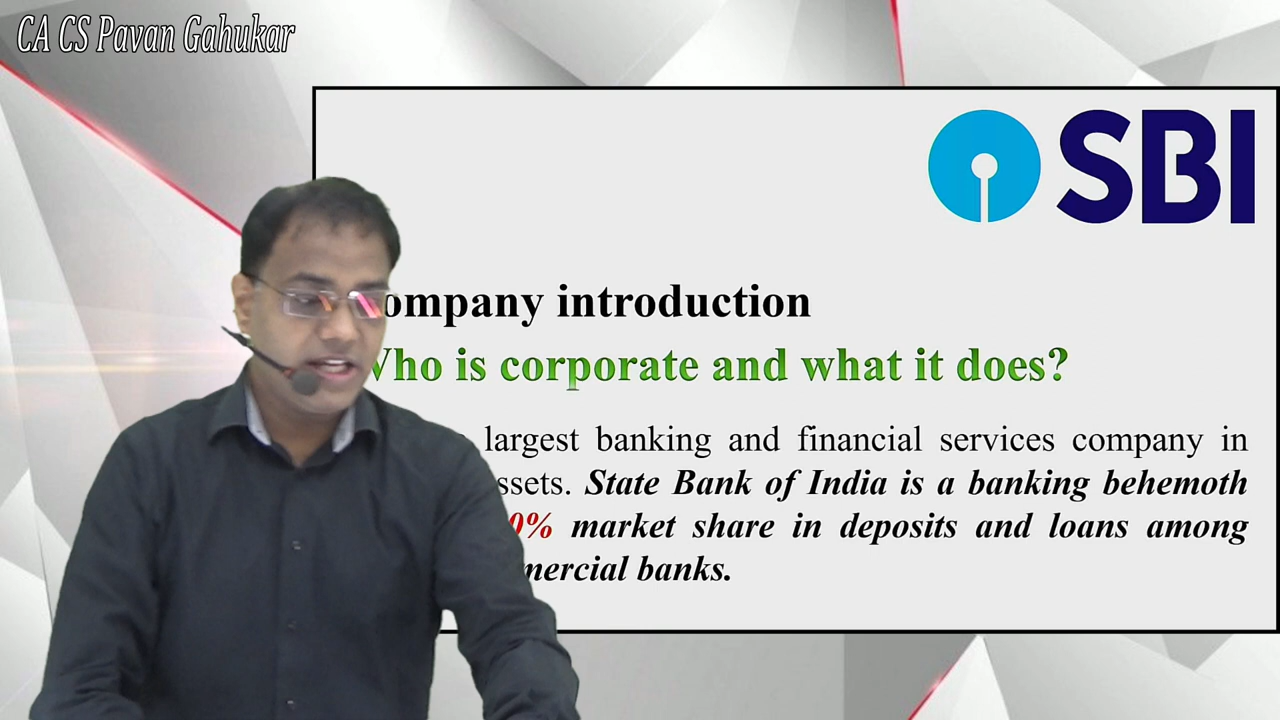 CA CS Pavan Gahukar
SBI
ompany introduction
Who is corporate and what it does?
largest banking and financial services company in
ssets. State Bank of India is a banking behemoth
0% market share in deposits and loans among
mercial banks.